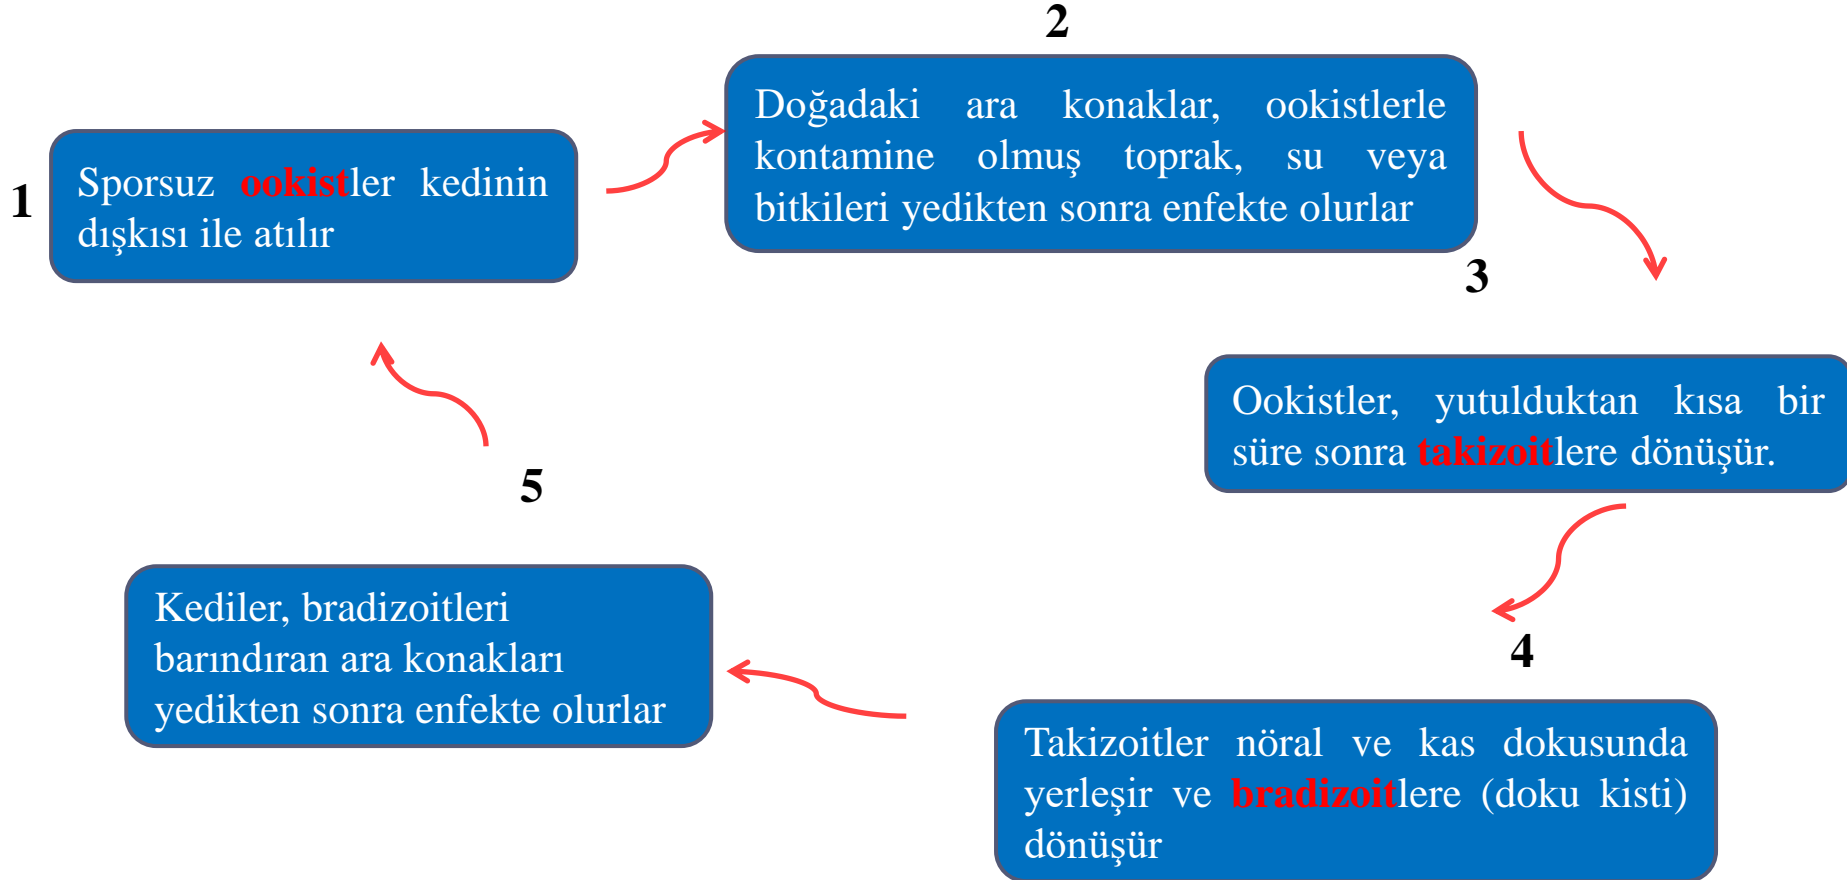 1
Sporsuz ookistler kedinin
dışkısı ile atılır
2
Doğadaki ara konaklar, ookistlerle
kontamine olmuş toprak, su veya
bitkileri yedikten sonra enfekte olurlar
3
Ookistler, yutulduktan kısa bir
süre sonra takizoitlere dönüşür.
4
Takizoitler nöral ve kas dokusunda
yerleşir ve bradizoitlere (doku kisti)
dönüşür
5
Kediler, bradizoitleri
barındıran ara konakları
yedikten sonra enfekte olurlar